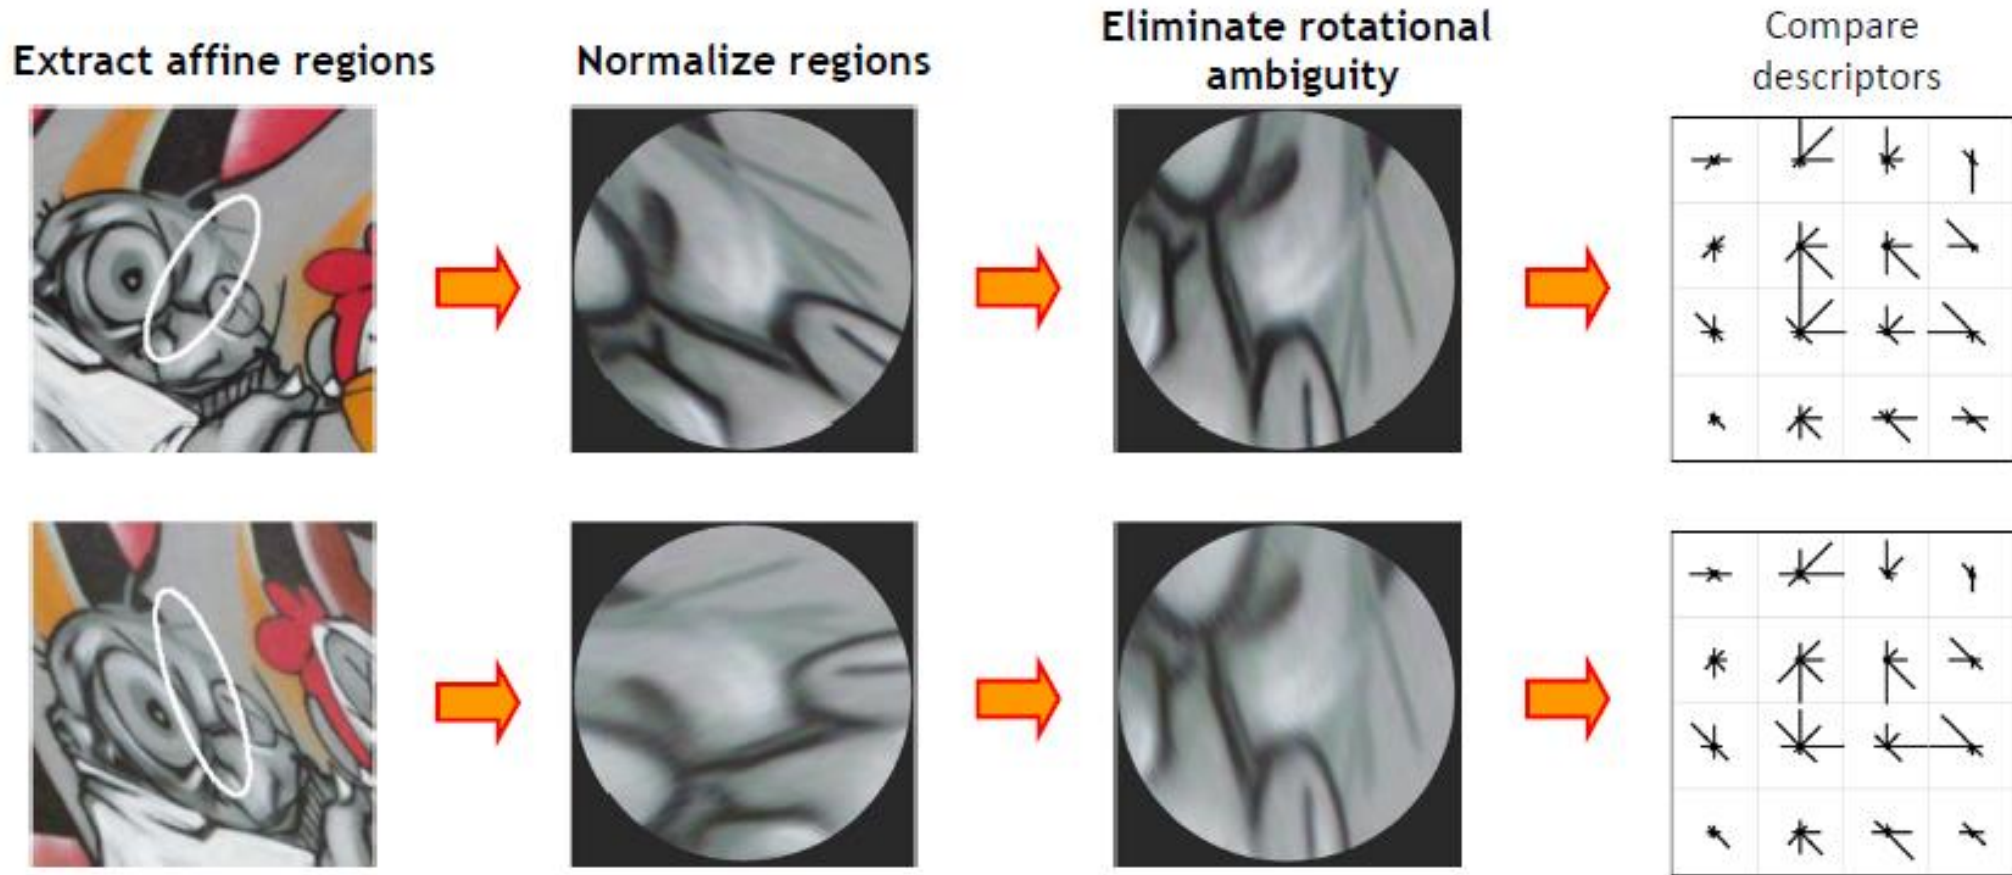 Extract affine regions
Normalize regions
Eliminate rotational
ambiguity
Compare
descriptors